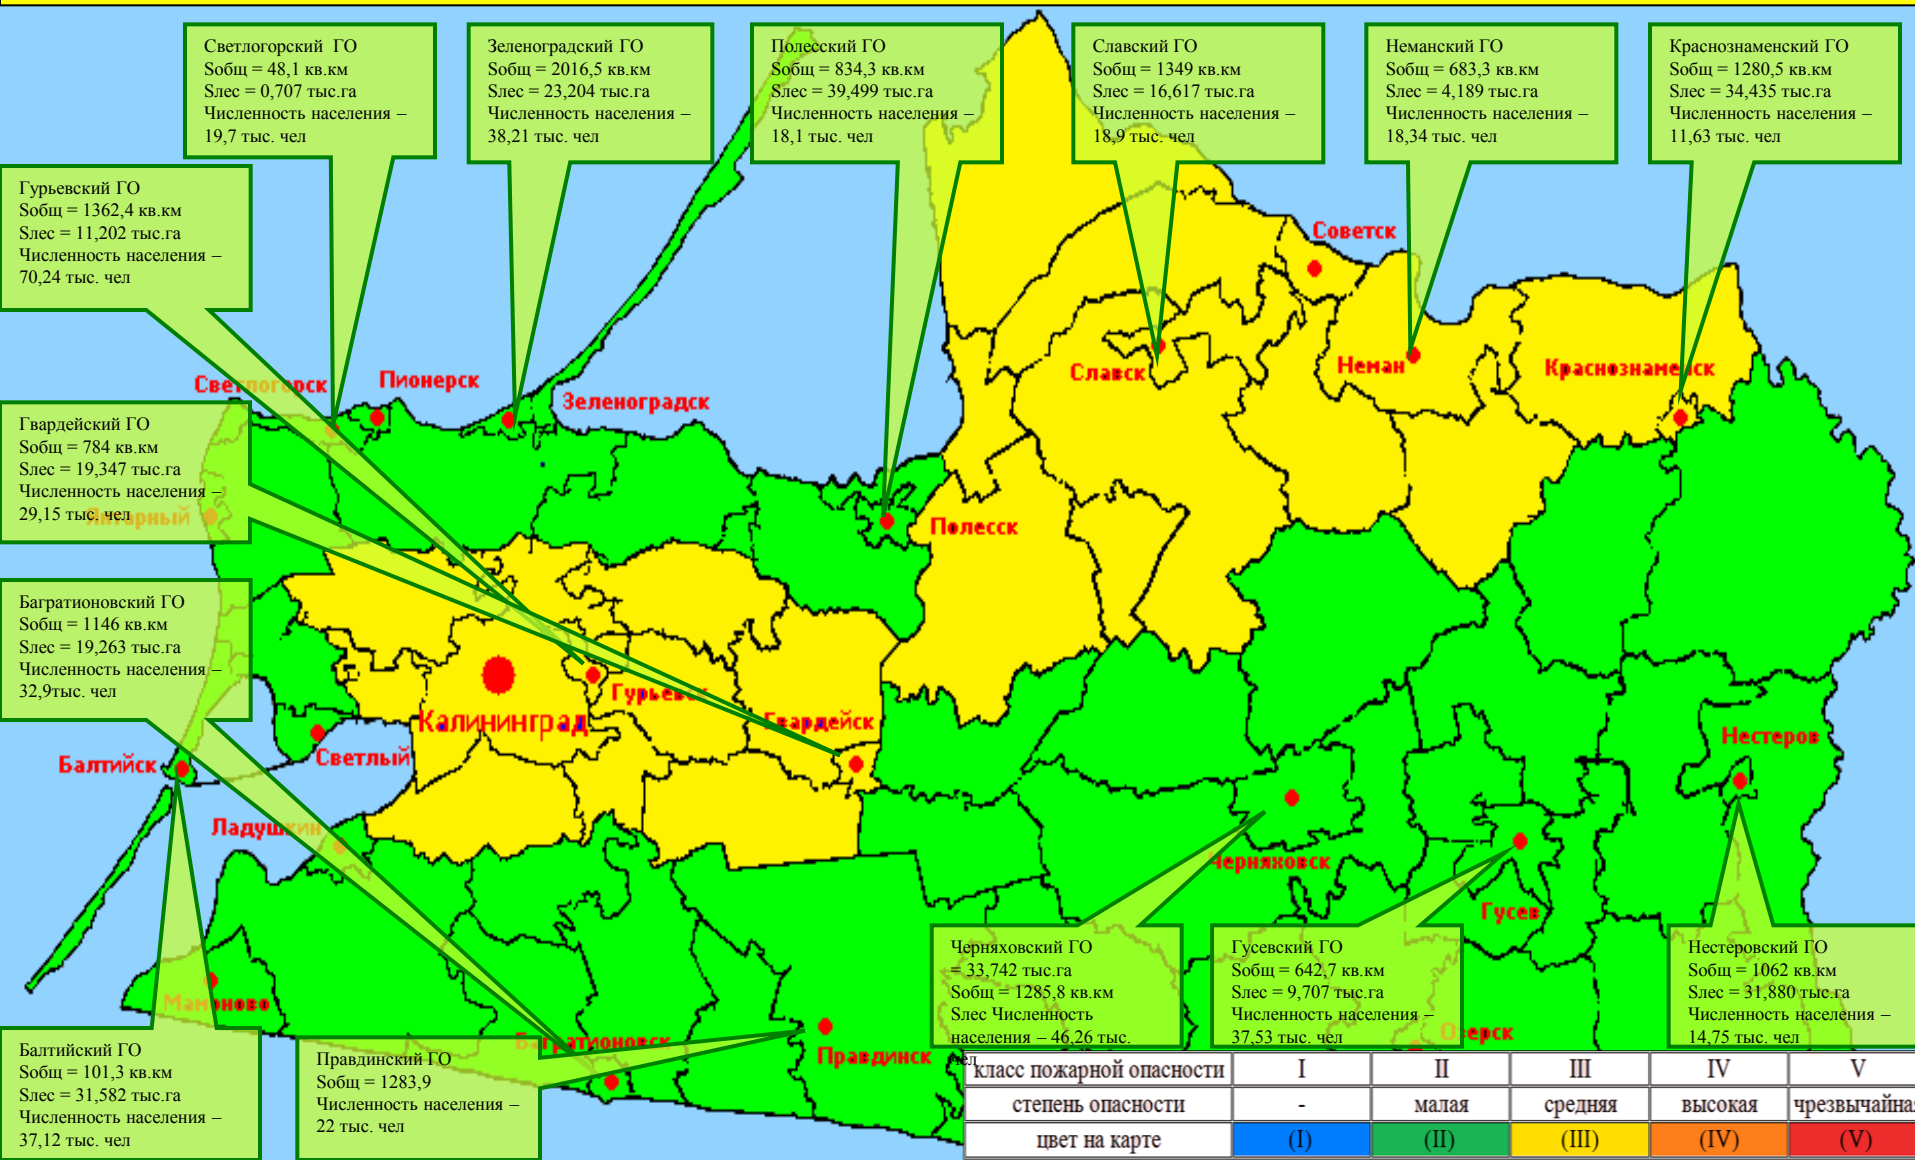 Светлогорский ГО
Sобщ = 48,1 кв.км
Sлес = 0,707 тыс.га
Численность населения –
19,7 тыс. чел
Зеленоградский ГО
Sобщ = 2016,5 кв.км
Sлес = 23,204 тыс.га
Численность населения –
38,21 тыс. чел
Полесский ГО
Sобщ = 834,3 кв.км
Sлес = 39,499 тыс.га
Численность населения –
18,1 тыс. чел
Славский ГО
Sобщ = 1349 кв.км
Sлес = 16,617 тыс.га
Численность населения –
18,9 тыс. чел
Неманский ГО
Sобщ = 683,3 кв.км
Sлес = 4,189 тыс.га
Численность населения –
18,34 тыс. чел
Краснознаменский ГО
Sобщ = 1280,5 кв.км
Sлес = 34,435 тыс.га
Численность населения –
11,63 тыс. чел
Гурьевский ГО
Sобщ = 1362,4 кв.км
Sлес = 11,202 тыс.га
Численность населения –
70,24 тыс. чел
Советск
Светлогорск
Пионерск
Зеленоградск
Славск
Неман
Краснознаменск
Гвардейский ГО
Sобщ = 784 кв.км
Sлес = 19,347 тыс.га
Численность населения –
29,15 тыс. чел
Янтарный
Полесск
Багратионовский ГО
Sобщ = 1146 кв.км
Sлес = 19,263 тыс.га
Численность населения –
32,9тыс. чел
Гурьевск
Калининград
Гвардейск
Нестеров
Балтийск
Светлый
Ладушкин
Черняховск
Гусев
Мамоново
Багратионовск
Правдинск
Озерск
Черняховский ГО
= 33,742 тыс.га
Sобщ = 1285,8 кв.км
Sлес Численность
населения – 46,26 тыс.
чел
Гусевский ГО
Sобщ = 642,7 кв.км
Sлес = 9,707 тыс.га
Численность населения –
37,53 тыс. чел
Нестеровский ГО
Sобщ = 1062 кв.км
Sлес = 31,880 тыс.га
Численность населения –
14,75 тыс. чел
Балтийский ГО
Sобщ = 101,3 кв.км
Sлес = 31,582 тыс.га
Численность населения –
37,12 тыс. чел
Правдинский ГО
Sобщ = 1283,9
Численность населения –
22 тыс. чел
класс пожарной опасности I II III IV V
степень опасности - малая средняя высокая чрезвычайная
цвет на карте (I) (II) (III) (IV) (V)